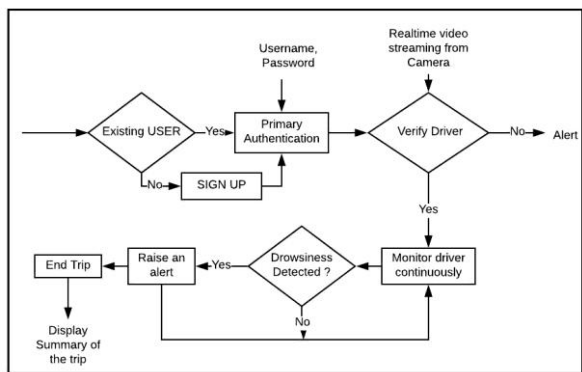 Username,
Password
Realtime video
streaming from
Camera
Existing USER
Yes
Primary
Authentication
Verify Driver
No
Alert
No
SIGN UP
Yes
End Trip
Raise an
alert
Yes
Drowsiness
Detected ?
Monitor driver
continuously
No
Display
Summary of
the trip